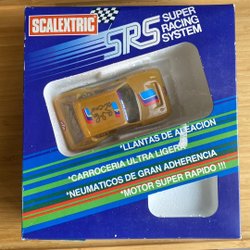 SCALEXTRIC
SRS
SUPER
RACING
SYSTEM
*LLANTAS DE ALEACION
*CARROCERIA ULTRA LIGERA
*NEUMATICOS DE GRAN ADHERENCIA
*MOTOR SUPER RAPIDO !!!